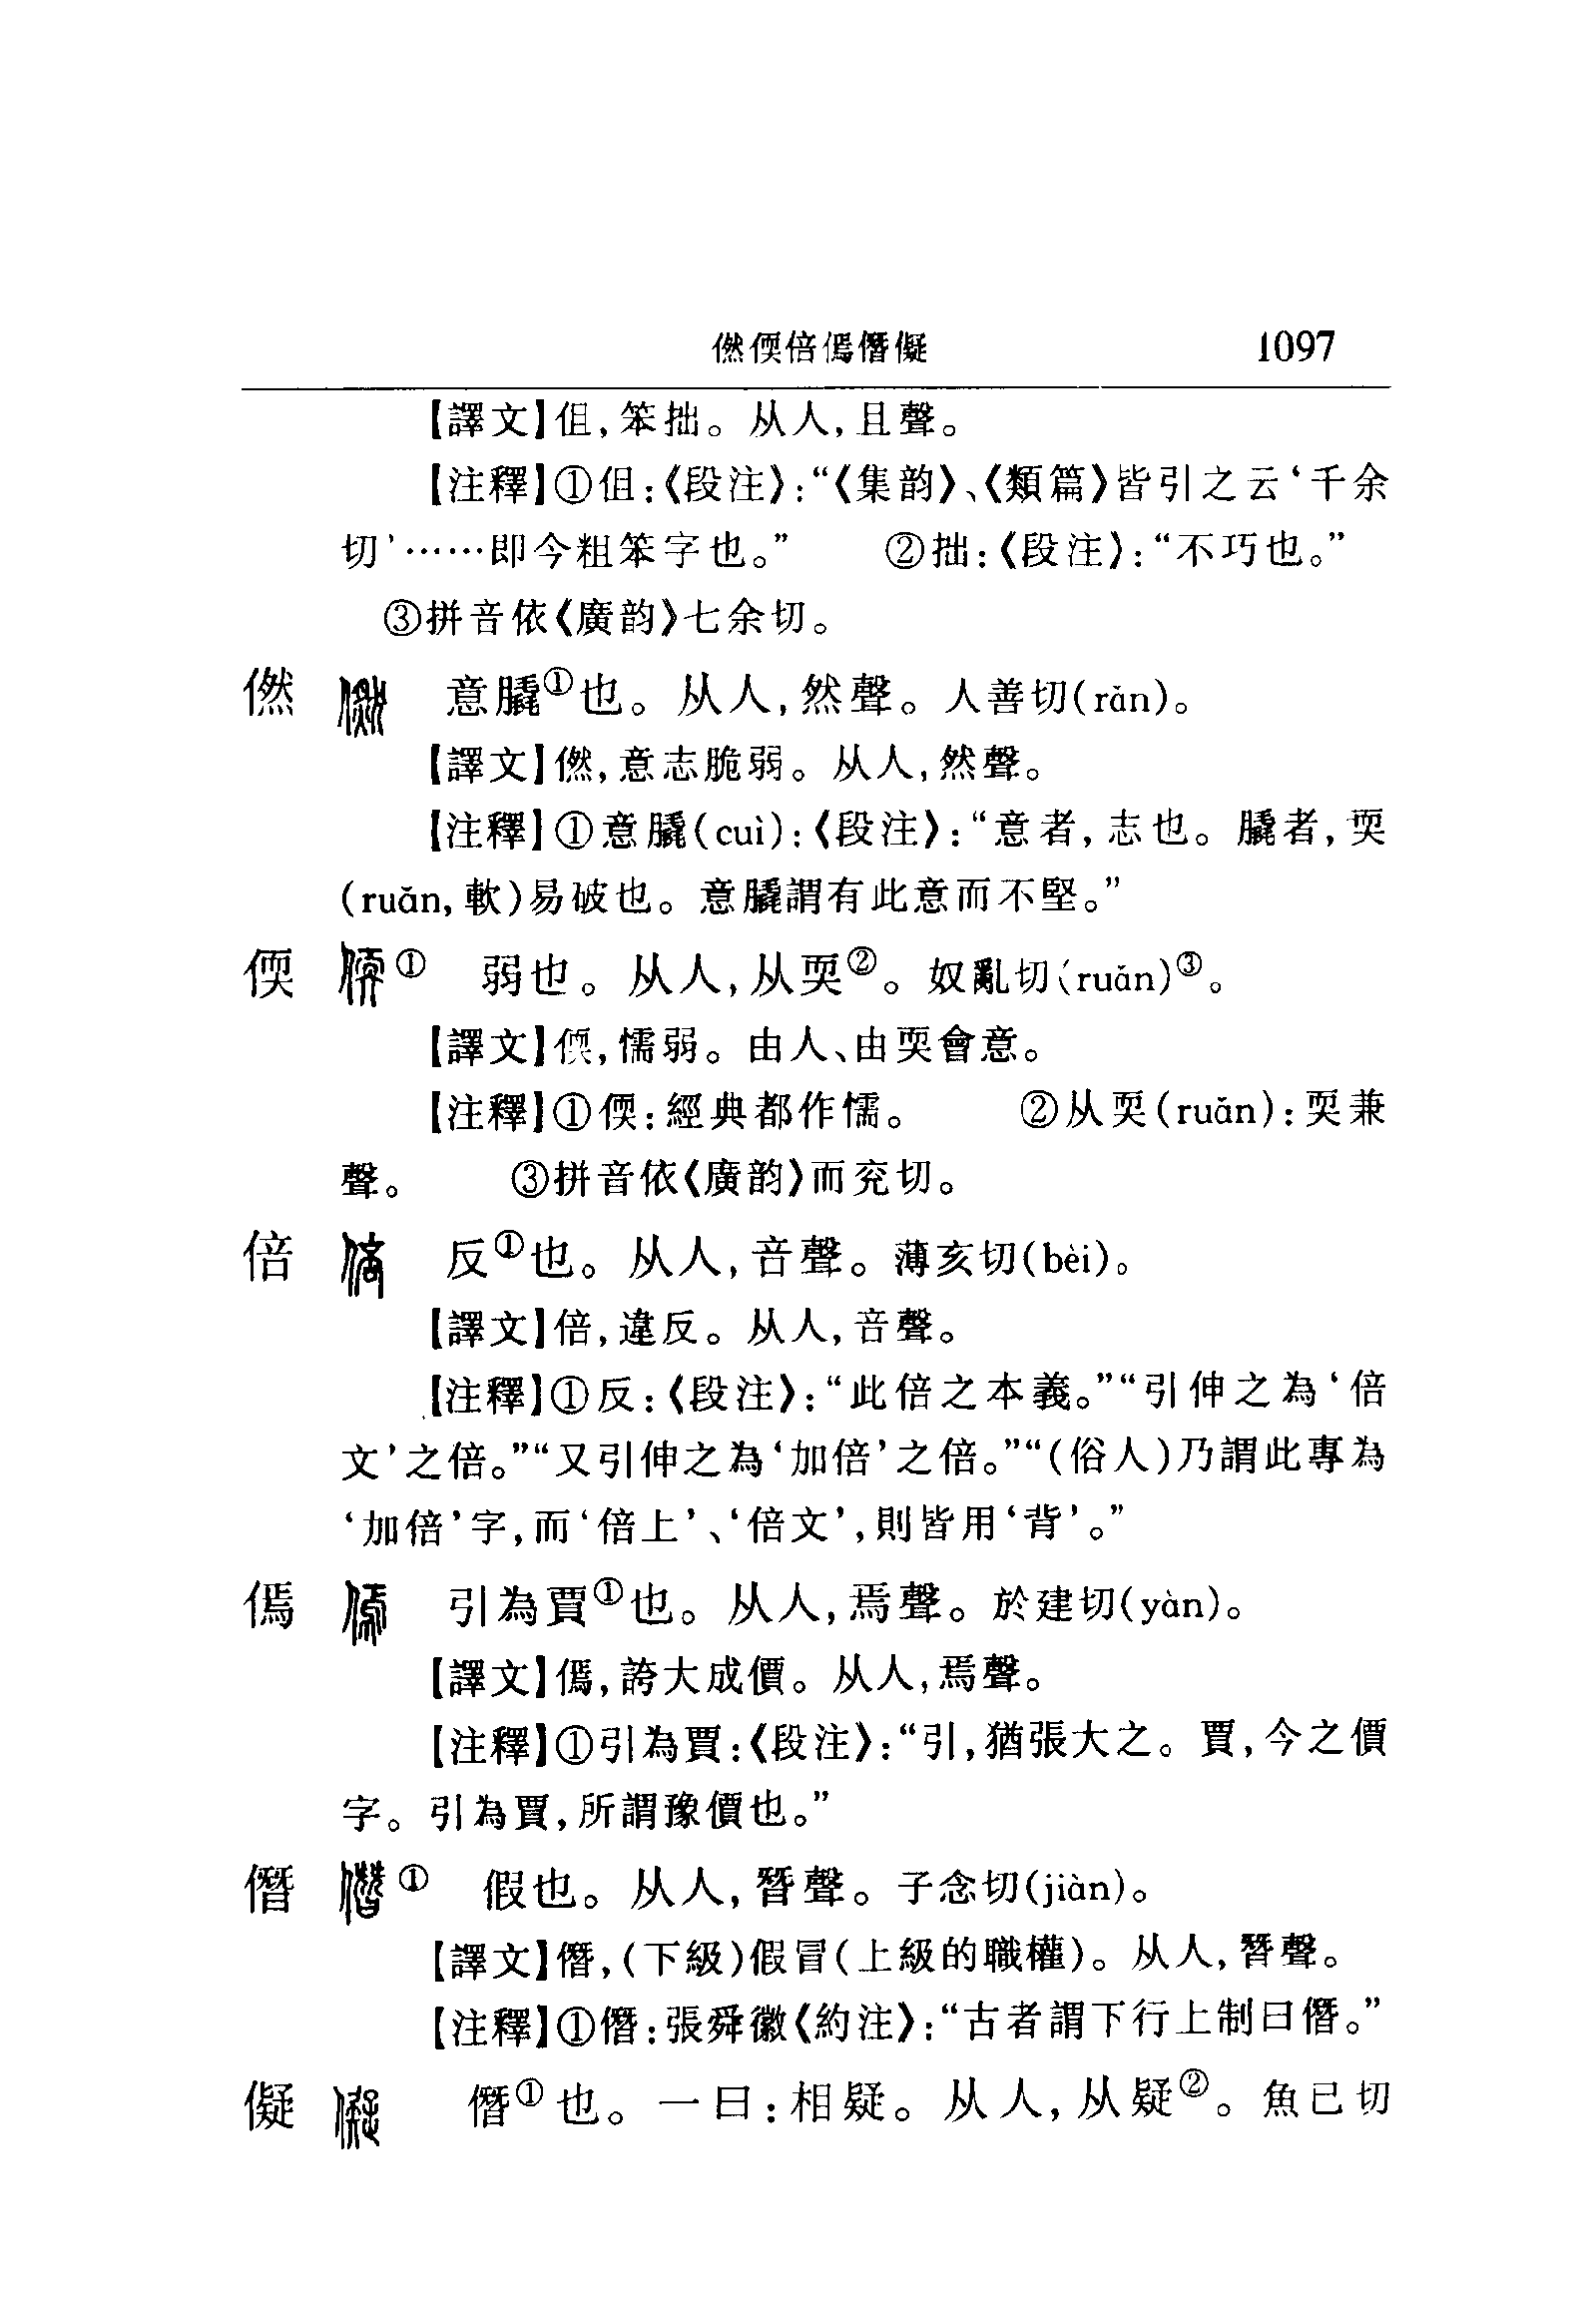 㒄偄倍傿僭儗 1097
【譯文】伹,笨拙。从人,且聲。
【注釋】①伹:《段注》:“《集韵》、《類篇》皆引之云‘千余
切’……即今粗笨字也。” ②拙:《段注》:“不巧也。”
③拼音依《廣韵》七余切。
㒄 意膬①也。从人,然聲。人善切(rǎn)。
【譯文】㒄,意志脆弱。从人,然聲。
【注釋】①意膬(cuì):《段注》:“意者,志也。膬者,耎
(ruǎn,軟)易破也。意膬謂有此意而不堅。”
偄 ① 弱也。从人,从耎②。奴亂切(ruǎn)③。
【譯文】偄,懦弱。由人、由耎會意。
【注釋】①偄:經典都作懦。 ②从耎(ruǎn):耎兼
聲。 ③拼音依《廣韵》而兖切。
倍 反①也。从人,咅聲。薄亥切(bèi)。
【譯文】倍,違反。从人,咅聲。
【注釋】①反:《段注》:“此倍之本義。”“引伸之為‘倍
文’之倍。”“又引伸之為‘加倍’之倍。”“(俗人)乃謂此專為
‘加倍’字,而‘倍上’、‘倍文’,則皆用‘背’。”
傿 引為賈①也。从人,焉聲。於建切(yàn)。
【譯文】傿,誇大成價。从人,焉聲。
【注釋】①引為賈:《段注》:“引,猶張大之。賈,今之價
字。引為賈,所謂豫價也。”
僭 ① 假也。从人,朁聲。子念切(jiàn)。
【譯文】僭,(下級)假冒(上級的職權)。从人,朁聲。
【注釋】①僭:張舜徽《約注》:“古者謂下行上制曰僭。”
儗 僭①也。一曰:相疑。从人,从疑②。魚已切